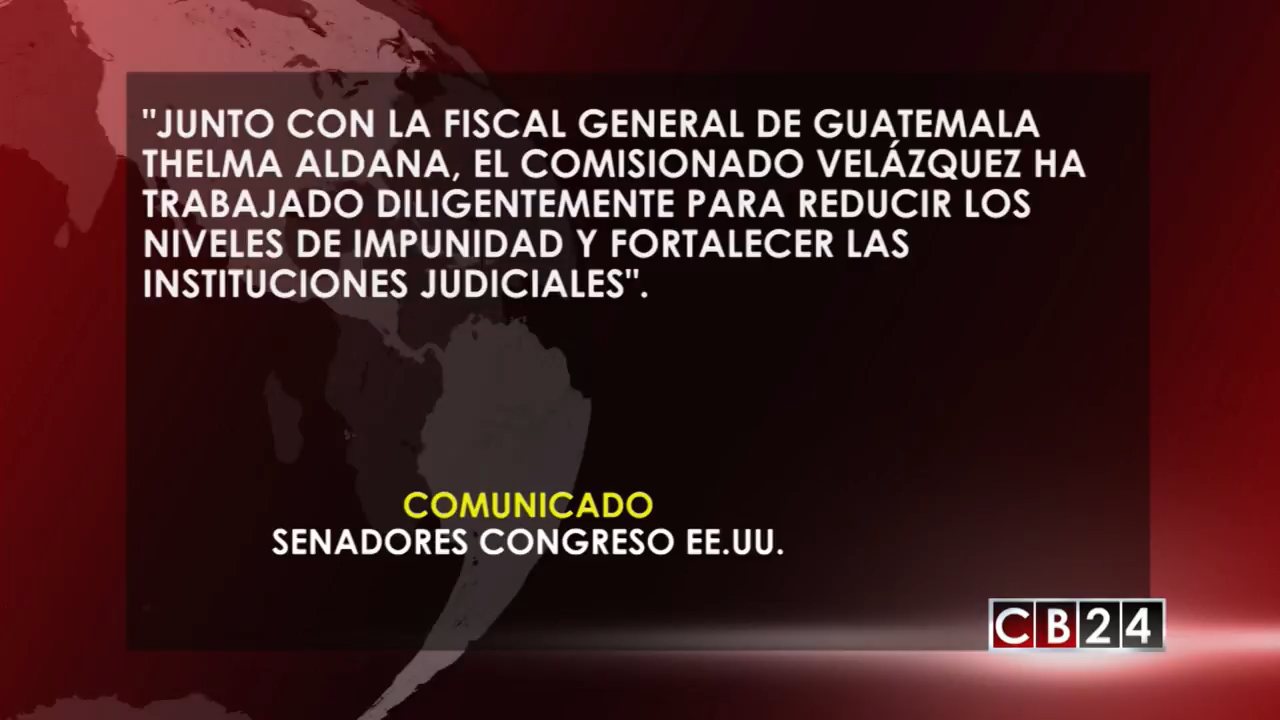 "JUNTO CON LA FISCAL GENERAL DE GUATEMALA
THELMA ALDANA, EL COMISIONADO VELÁZQUEZ HA
TRABAJADO DILIGENTEMENTE PARA REDUCIR LOS
NIVELES DE IMPUNIDAD Y FORTALECER LAS
INSTITUCIONES JUDICIALES".
COMUNICADO
SENADORES CONGRESO EE.UU.
CB24